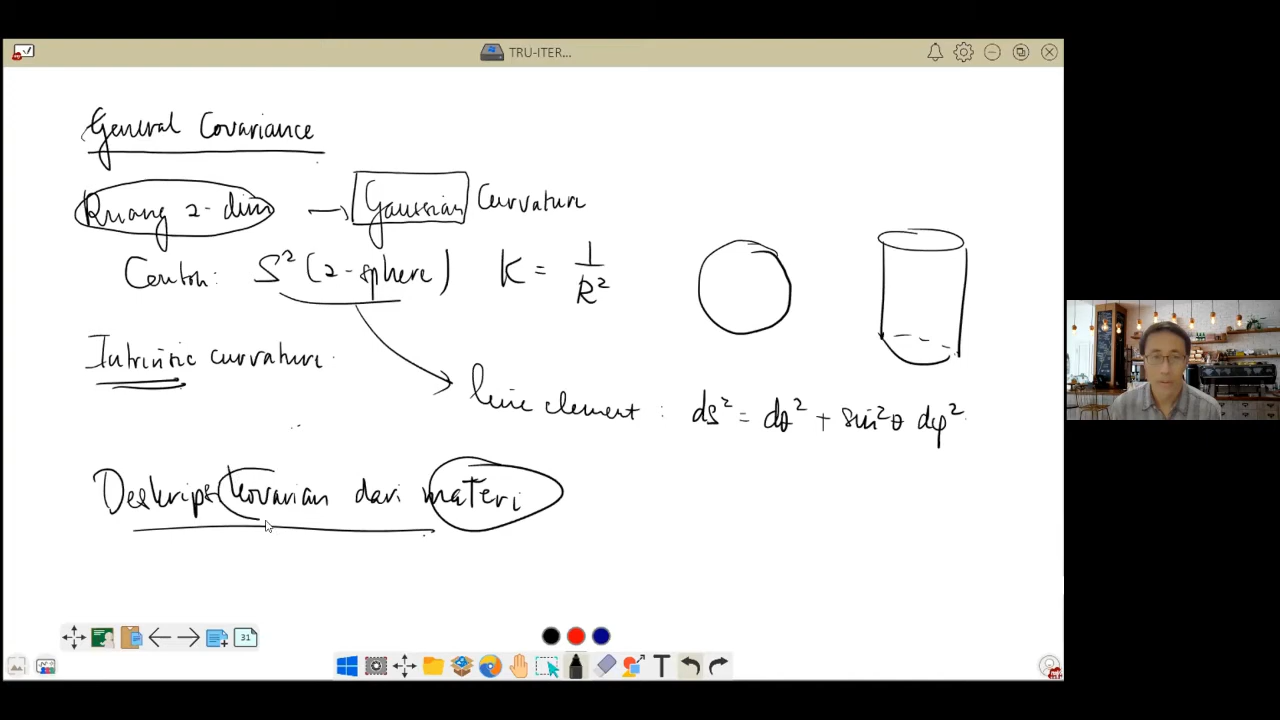 TRU-ITER...
General Covariance
Ruang 2-dim → Gaussian Curvature
Contoh: S² (2-sphere) K = 1/R²
Intrinsic curvature
line element : ds² = dθ² + sin²θ dφ²
Deskripsi kovarian dari materi
31
T